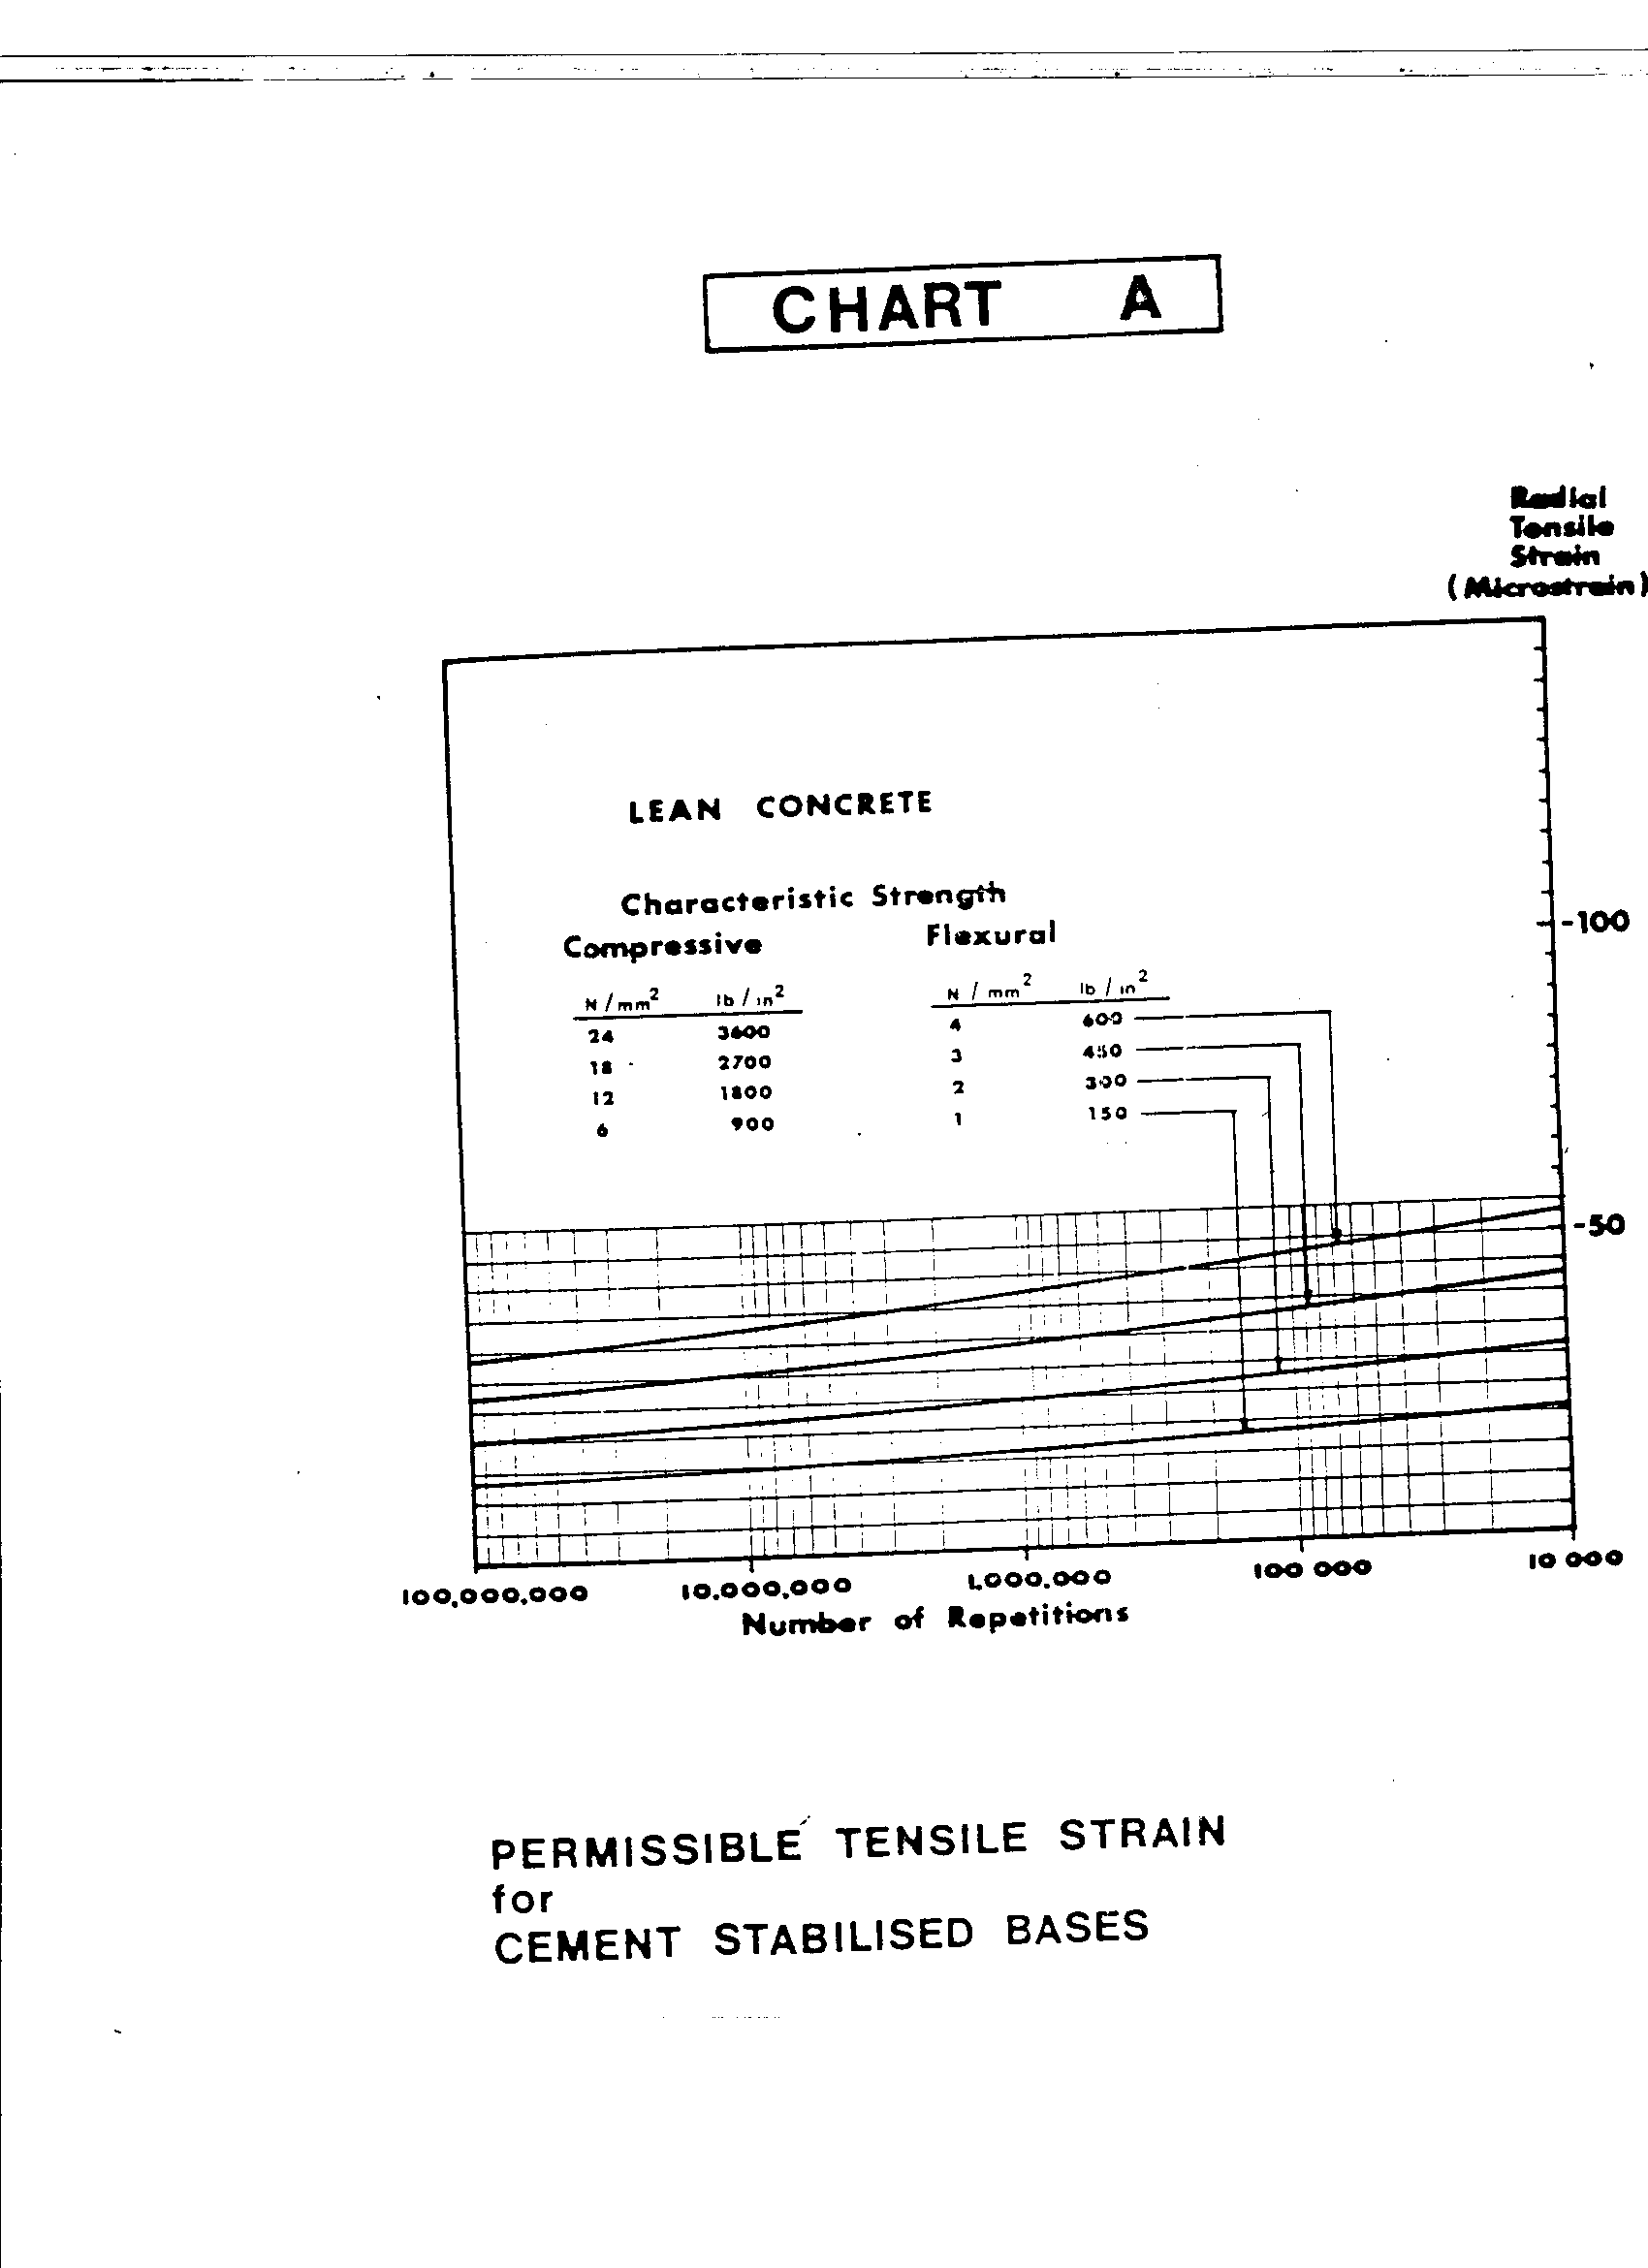 CHART A
Radial
Tensile
Strain
(Microstrain)
LEAN CONCRETE
Characteristic Strength
Compressive Flexural
N/mm² lb/in² N/mm² lb/in²
24 3600 4 600
18 2700 3 450
12 1800 2 300
6 900 1 150
-100
-50
100,000,000 10,000,000 1,000,000 100 000 10 000
Number of Repetitions
PERMISSIBLE TENSILE STRAIN
for
CEMENT STABILISED BASES